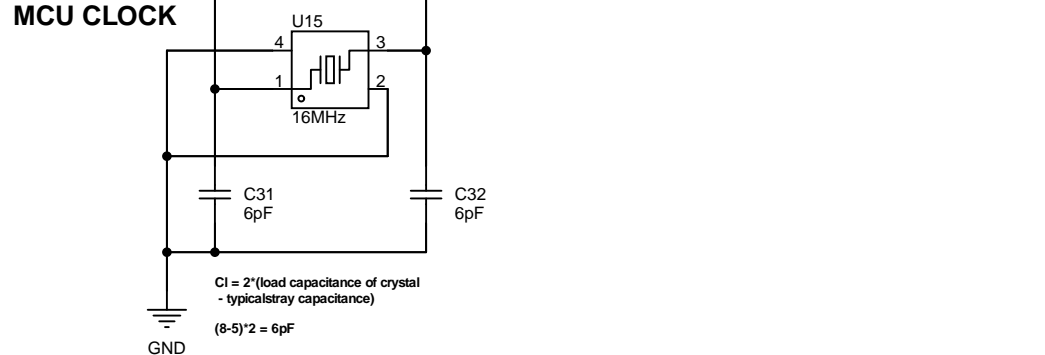 MCU CLOCK
U15
4
3
1
2
16MHz
C31
6pF
C32
6pF
Cl = 2*(load capacitance of crystal
- typicalstray capacitance)
(8-5)*2 = 6pF
GND